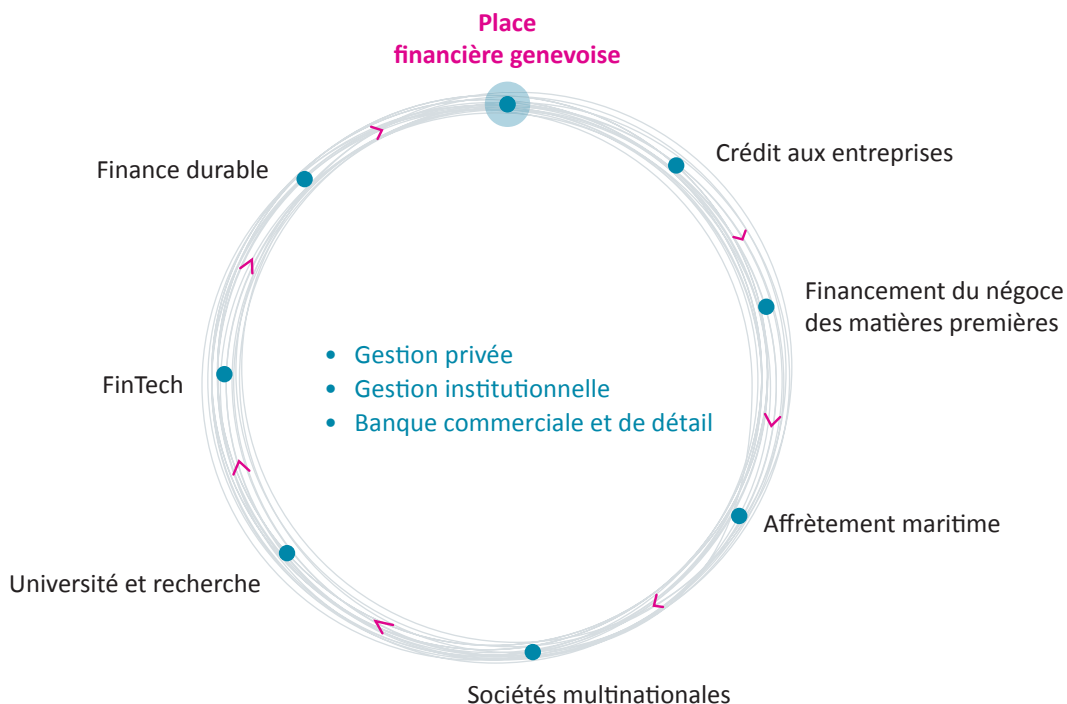 Place
financière genevoise
Crédit aux entreprises
Finance durable
Financement du négoce
des matières premières
• Gestion privée
• Gestion institutionnelle
• Banque commerciale et de détail
FinTech
Affrètement maritime
Université et recherche
Sociétés multinationales